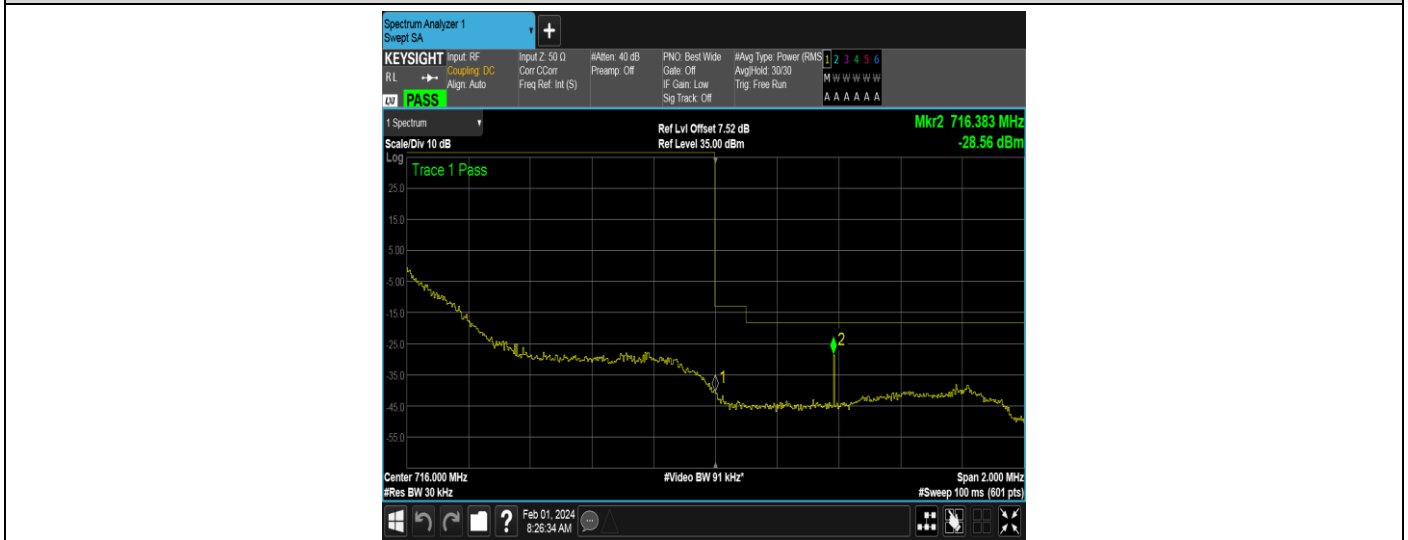 Spectrum Analyzer 1
Swept SA
+
KEYSIGHT
RL
LXI PASS
Input: RF
Coupling: DC
Align: Auto
Input Z: 50 Ω
Corr CCorr
Freq Ref: Int (S)
#Atten: 40 dB
Preamp: Off
PNO: Best Wide
Gate: Off
IF Gain: Low
Sig Track: Off
#Avg Type: Power (RMS
Avg|Hold: 30/30
Trig: Free Run
1 2 3 4 5 6
M W W W W W
A A A A A A
1 Spectrum
Scale/Div 10 dB
Ref Lvl Offset 7.52 dB
Ref Level 35.00 dBm
Mkr2 716.383 MHz
-28.56 dBm
Log
Trace 1 Pass
25.0
15.0
5.00
-5.00
-15.0
-25.0
-35.0
-45.0
-55.0
1
2
Center 716.000 MHz
#Video BW 91 kHz*
Span 2.000 MHz
#Res BW 30 kHz
#Sweep 100 ms (601 pts)
?
Feb 01, 2024
8:26:34 AM